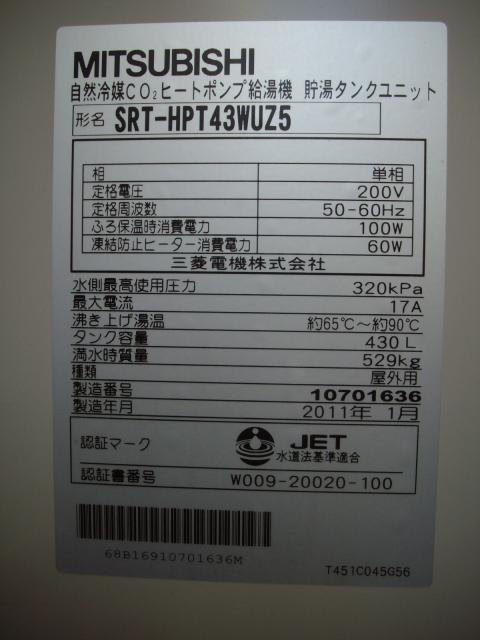 MITSUBISHI
自然冷媒CO₂ヒートポンプ給湯機 貯湯タンクユニット
形名 SRT-HPT43WUZ5
相 単相
定格電圧 200V
定格周波数 50-60Hz
ふろ保温時消費電力 100W
凍結防止ヒーター消費電力 60W
三菱電機株式会社
水側最高使用圧力 320kPa
最大電流 17A
沸き上げ湯温 約65℃～約90℃
タンク容量 430L
満水時質量 529kg
種類 屋外用
製造番号 10701636
製造年月 2011年 1月
認証マーク JET
水道法基準適合
認証書番号 W009-20020-100
68B16910701636M
T451C045G56